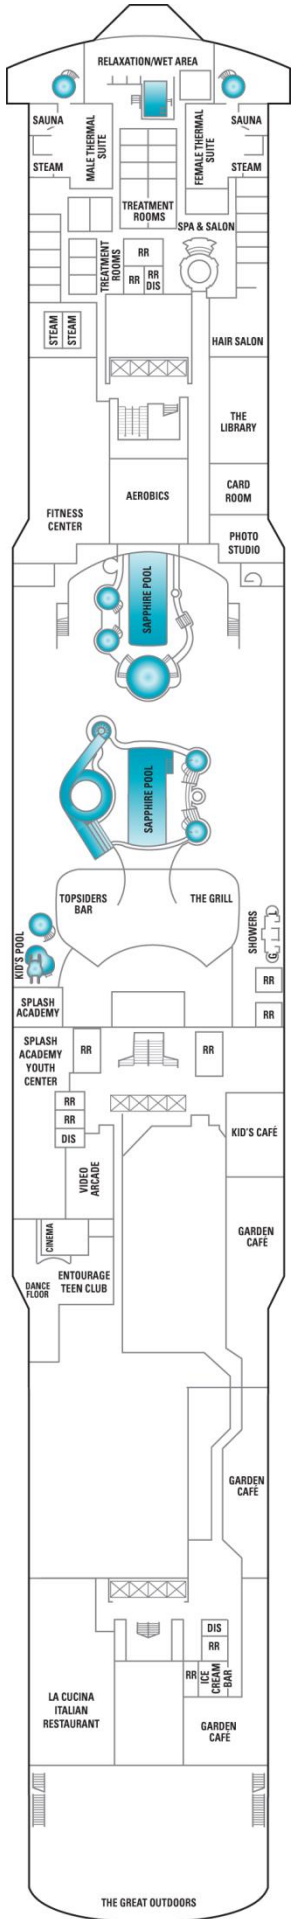 RELAXATION/WET AREA
SAUNA
SAUNA
MALE THERMAL
SUITE
FEMALE THERMAL
SUITE
STEAM
STEAM
TREATMENT
ROOMS
SPA & SALON
TREATMENT
ROOMS
RR
RR
RR
DIS
STEAM
STEAM
HAIR SALON
THE
LIBRARY
CARD
ROOM
AEROBICS
FITNESS
CENTER
PHOTO
STUDIO
SAPPHIRE POOL
SAPPHIRE POOL
TOPSIDERS
BAR
THE GRILL
KID'S POOL
SHOWERS
L
G
RR
RR
SPLASH
ACADEMY
SPLASH
ACADEMY
YOUTH
CENTER
RR
RR
RR
RR
DIS
KID'S CAFÉ
VIDEO
ARCADE
CINEMA
GARDEN
CAFÉ
DANCE
FLOOR
ENTOURAGE
TEEN CLUB
GARDEN
CAFÉ
DIS
RR
RR
ICE
CREAM
BAR
LA CUCINA
ITALIAN
RESTAURANT
GARDEN
CAFÉ
THE GREAT OUTDOORS